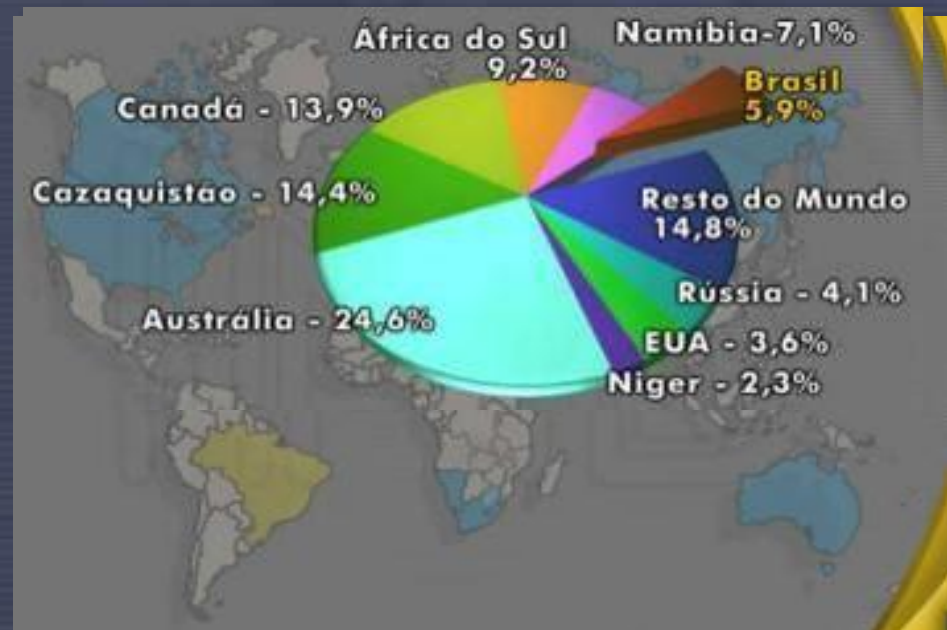 África do Sul
9,2%
Namíbia-7,1%
Brasil
5,9%
Canadá - 13,9%
Cazaquistão - 14,4%
Resto do Mundo
14,8%
Rússia - 4,1%
Austrália - 24,6%
EUA - 3,6%
Niger - 2,3%